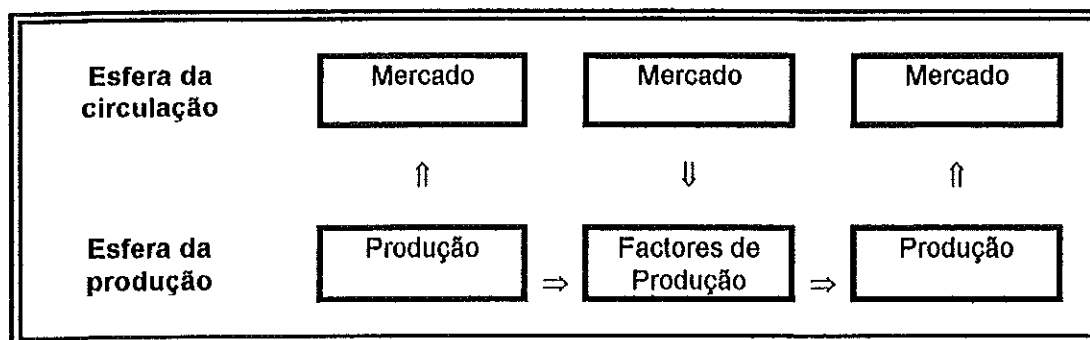 Esfera da
circulação
Mercado
Mercado
Mercado
⇑
⇓
⇑
Esfera da
produção
Produção
⇒
Factores de
Produção
⇒
Produção